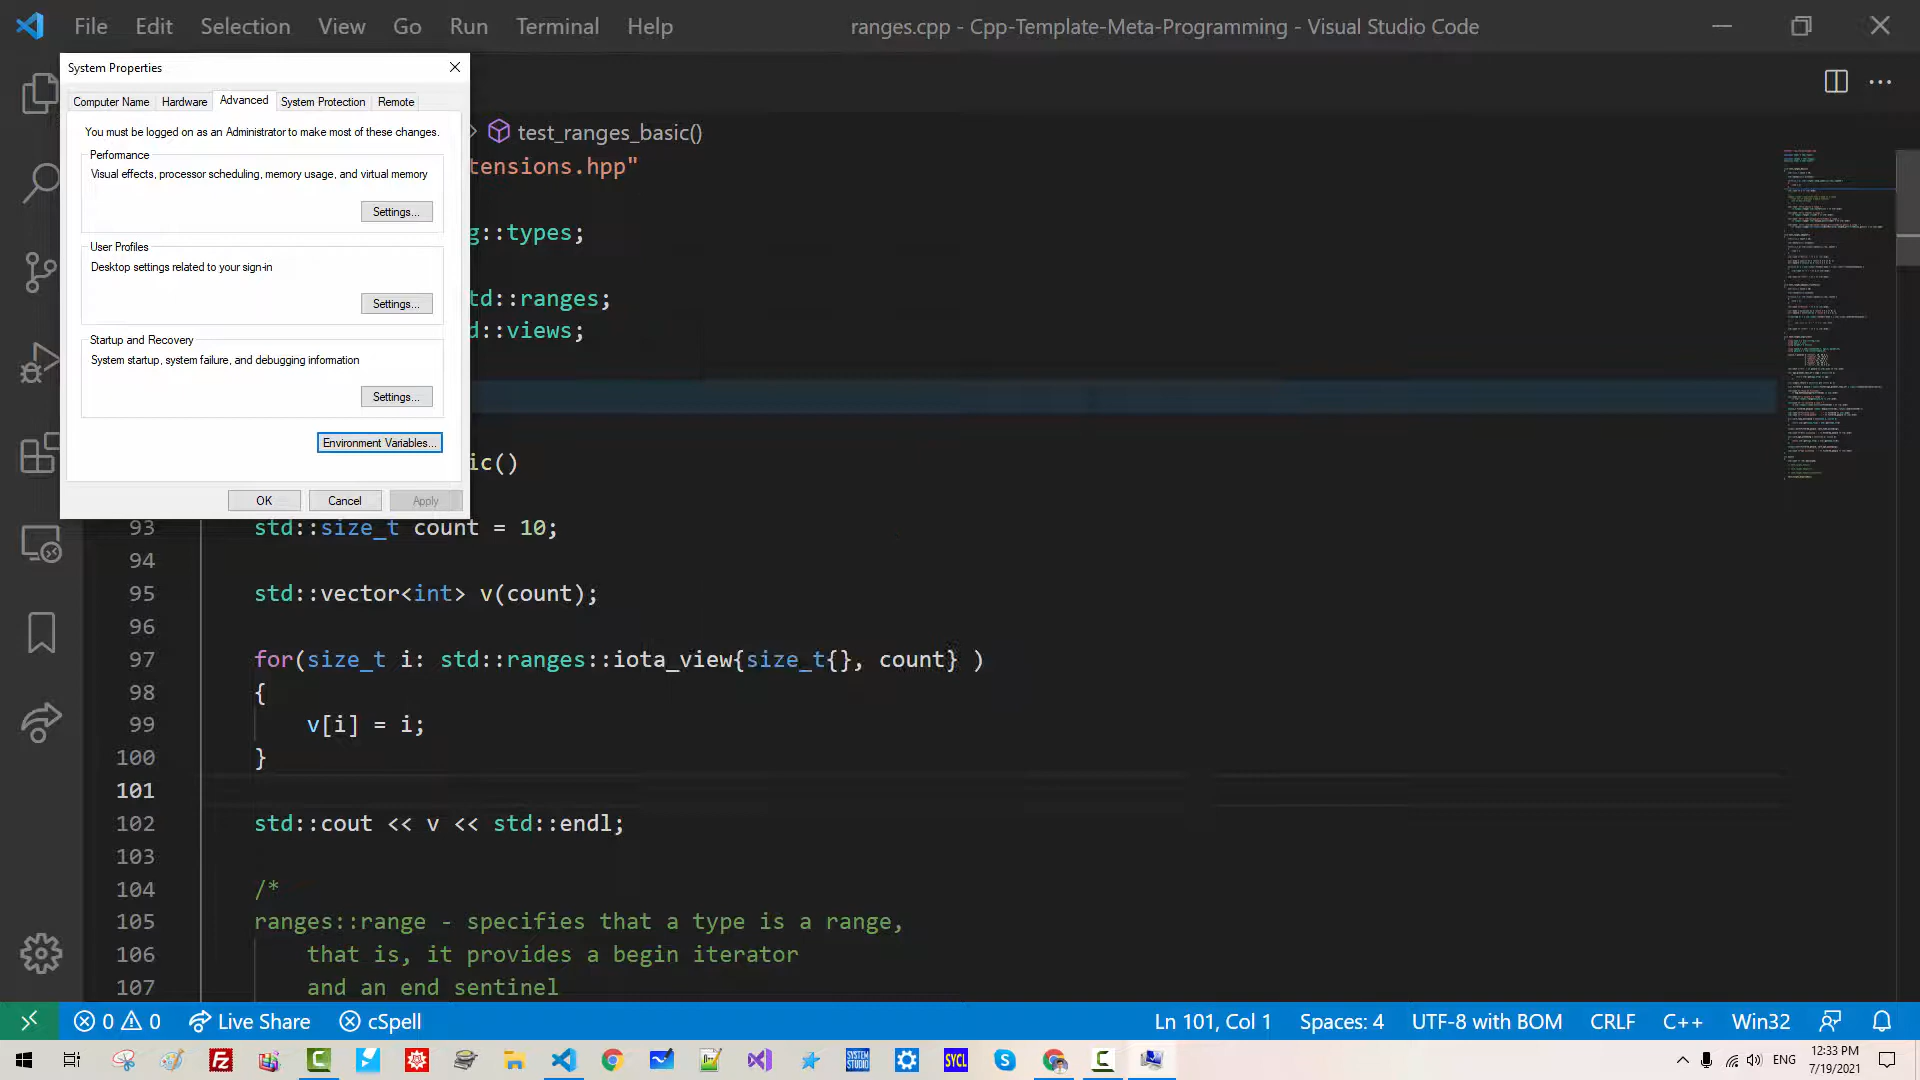 File Edit Selection View Go Run Terminal Help
ranges.cpp - Cpp-Template-Meta-Programming - Visual Studio Code
System Properties
Computer Name Hardware Advanced System Protection Remote
You must be logged on as an Administrator to make most of these changes.
Performance
Visual effects, processor scheduling, memory usage, and virtual memory
Settings...
User Profiles
Desktop settings related to your sign-in
Settings...
Startup and Recovery
System startup, system failure, and debugging information
Settings...
Environment Variables...
OK Cancel Apply
test_ranges_basic()
tensions.hpp"
g::types;
td::ranges;
d::views;
ic()
93 std::size_t count = 10;
94
95 std::vector<int> v(count);
96
97 for(size_t i: std::ranges::iota_view{size_t{}, count} )
98 {
99 v[i] = i;
100 }
101
102 std::cout << v << std::endl;
103
104 /*
105 ranges::range - specifies that a type is a range,
106 that is, it provides a begin iterator
107 and an end sentinel
0 0 Live Share cSpell
Ln 101, Col 1 Spaces: 4 UTF-8 with BOM CRLF C++ Win32
SYSTEM STUDIO
SYCL
ENG
12:33 PM
7/19/2021